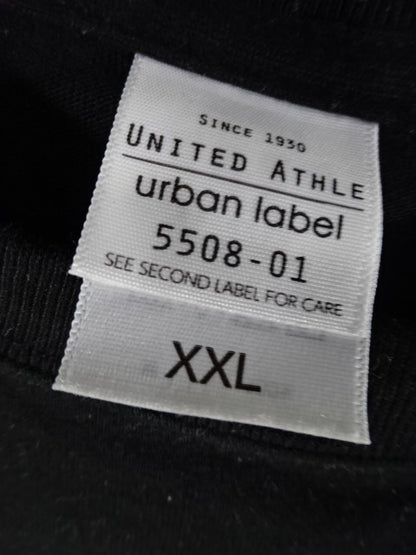 SINCE 1930
UNITED ATHLE
urban label
5508-01
SEE SECOND LABEL FOR CARE
XXL